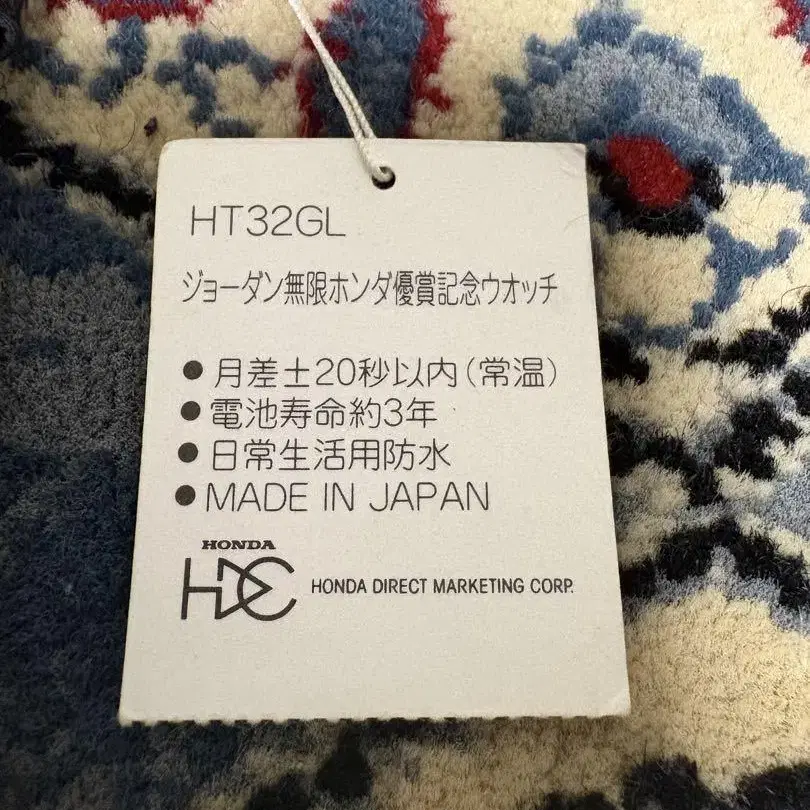 HT32GL
ジョーダン無限ホンダ優賞記念ウオッチ
● 月差±20秒以内(常温)
● 電池寿命約3年
● 日常生活用防水
● MADE IN JAPAN
HONDA
HDC HONDA DIRECT MARKETING CORP.